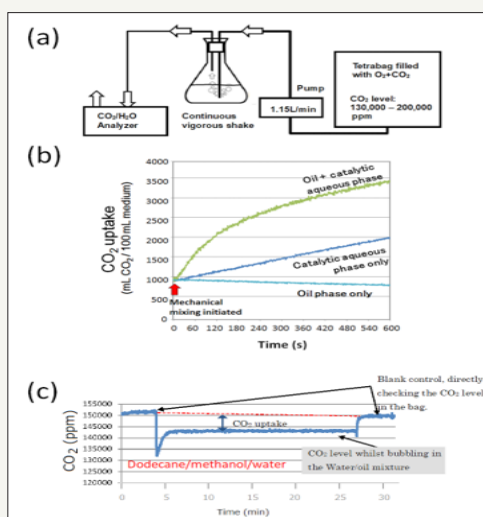 (a)
Tetrabag filled
with O₂+CO₂
CO₂ level:
130,000 – 200,000
ppm
Pump
1.15L/min
CO₂/H₂O
Analyzer
Continuous
vigorous shake
(b)
CO₂ uptake
(mL CO₂ / 100mL medium)
4000
3500
3000
2500
2000
1500
1000
500
0
Oil + catalytic
aqueous phase
Catalytic aqueous
phase only
Oil phase only
Mechanical
mixing initiated
0 60 120 180 240 300 360 420 480 540 600
Time (s)
(c)
CO₂ (ppm)
155000
150000
145000
140000
135000
130000
125000
120000
CO₂ uptake
Dodecane/methanol/water
Blank control, directly
checking the CO₂ level
in the bag.
CO₂ level whilst bubbling in
the Water/oil mixture
0 5 10 15 20 25 30
Time (min)